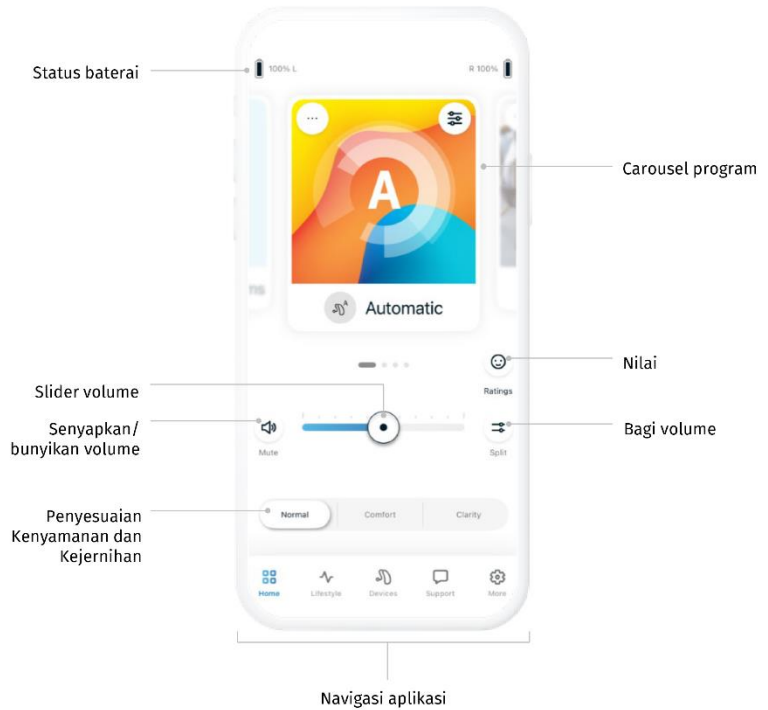 Status baterai
100% L
R 100%
...
A
Carousel program
ns
Automatic
Nilai
Ratings
Slider volume
Senyapkan/
bunyikan volume
Mute
Bagi volume
Split
Penyesuaian
Kenyamanan dan
Kejernihan
Normal
Comfort
Clarity
Home
Lifestyle
Devices
Support
More
Navigasi aplikasi